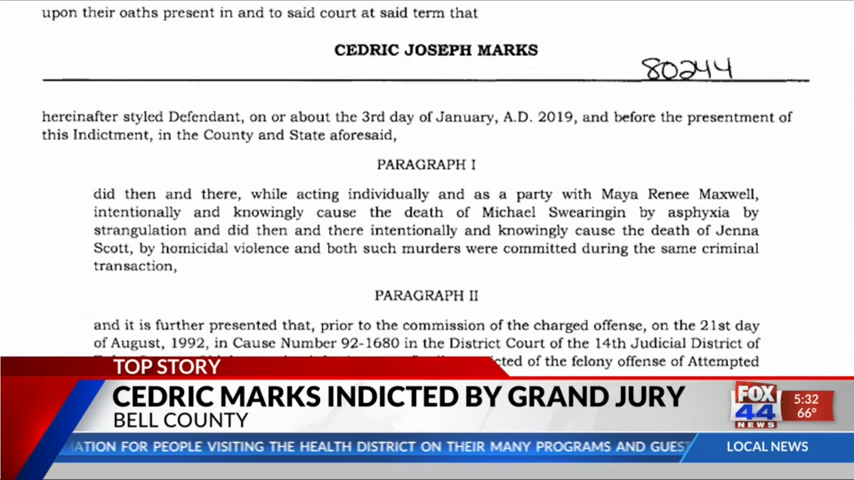 upon their oaths present in and to said court at said term that
CEDRIC JOSEPH MARKS
80244
hereinafter styled Defendant, on or about the 3rd day of January, A.D. 2019, and before the presentment of
this Indictment, in the County and State aforesaid,
PARAGRAPH I
did then and there, while acting individually and as a party with Maya Renee Maxwell,
intentionally and knowingly cause the death of Michael Swearingin by asphyxia by
strangulation and did then and there intentionally and knowingly cause the death of Jenna
Scott, by homicidal violence and both such murders were committed during the same criminal
transaction,
PARAGRAPH II
and it is further presented that, prior to the commission of the charged offense, on the 21st day
of August, 1992, in Cause Number 92-1680 in the District Court of the 14th Judicial District of
of the felony offense of Attempted
TOP STORY
CEDRIC MARKS INDICTED BY GRAND JURY
BELL COUNTY
FOX
44
NEWS
5:32
66°
MATION FOR PEOPLE VISITING THE HEALTH DISTRICT ON THEIR MANY PROGRAMS AND GUES
LOCAL NEWS